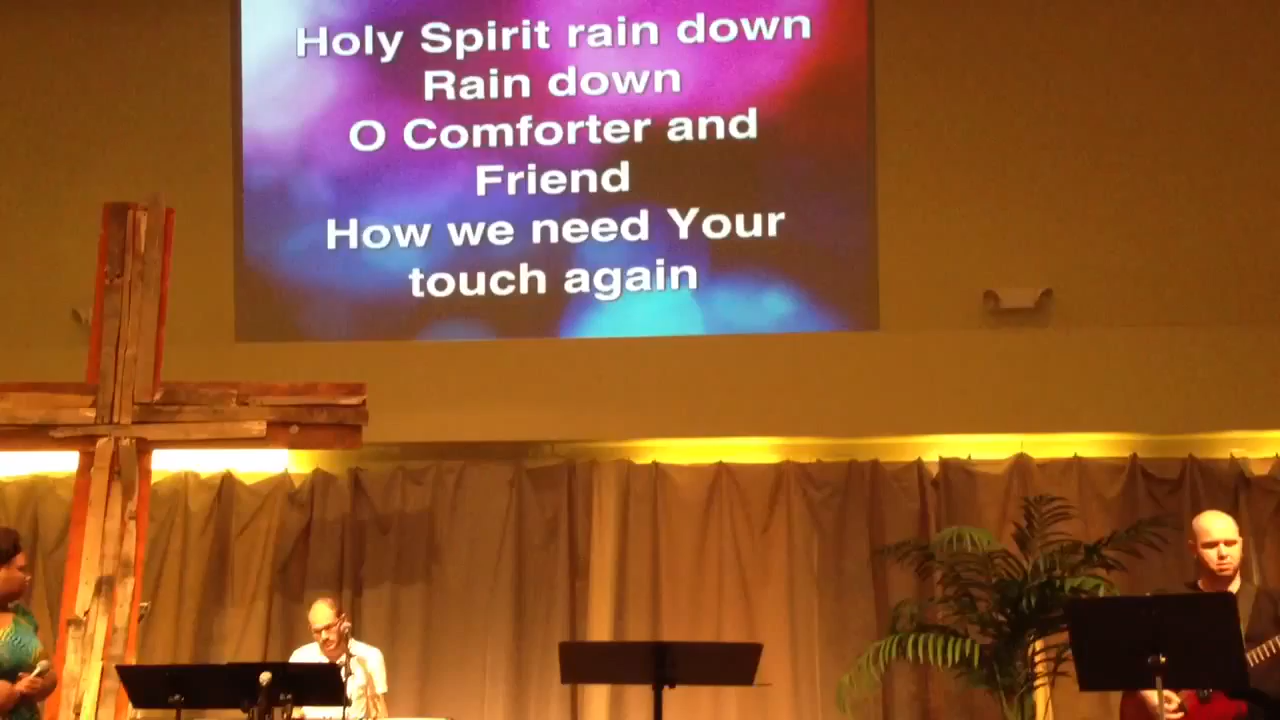 Holy Spirit rain down
Rain down
O Comforter and
Friend
How we need Your
touch again